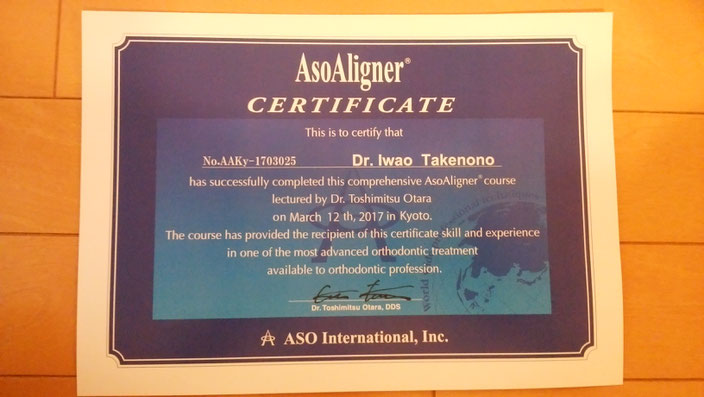 AsoAligner®
CERTIFICATE
This is to certify that
No.AAKy-1703025 Dr. Iwao Takenono
has successfully completed this comprehensive AsoAligner® course
lectured by Dr. Toshimitsu Otara
on March 12th, 2017 in Kyoto.
The course has provided the recipient of this certificate skill and experience
in one of the most advanced orthodontic treatment
available to orthodontic profession.
Dr. Toshimitsu Otara, DDS
ASO International, Inc.